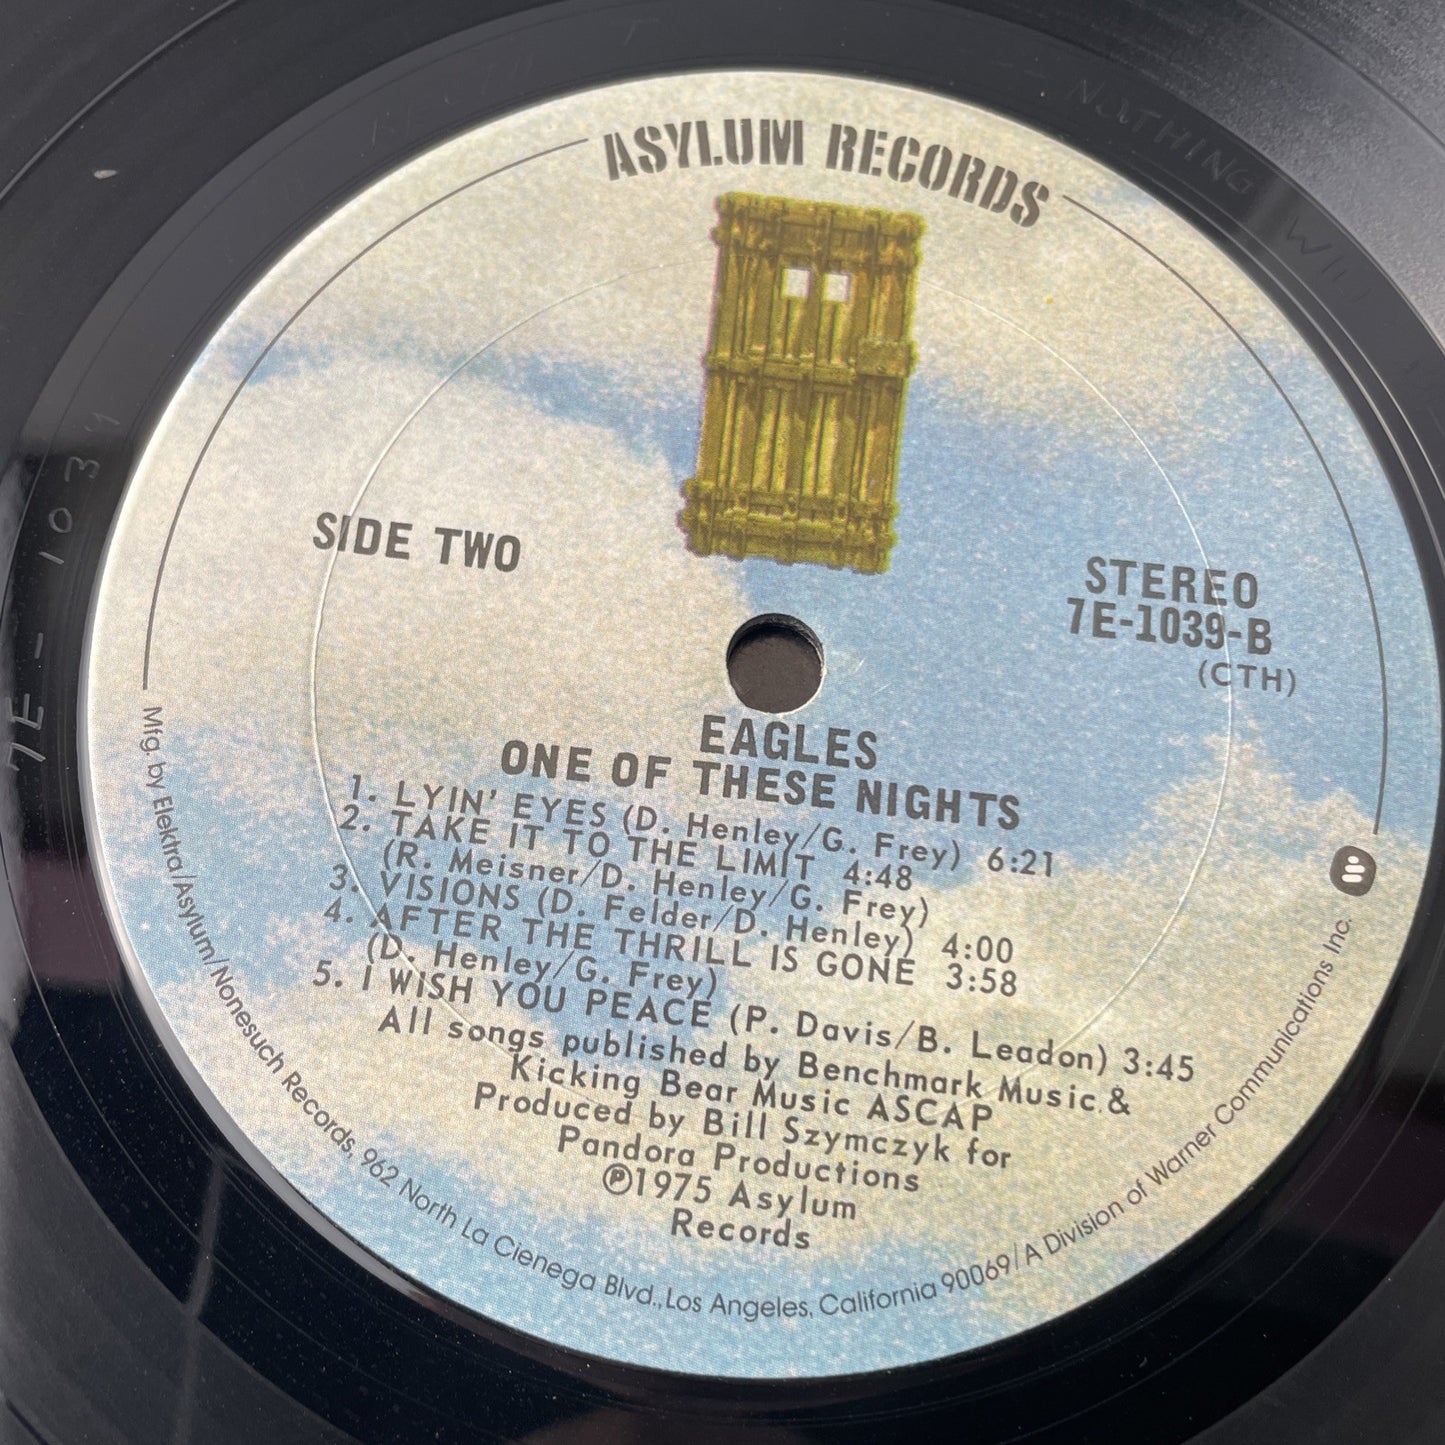 ASYLUM RECORDS
SIDE TWO
STEREO
7E-1039-B
(CTH)
EAGLES
ONE OF THESE NIGHTS
1. LYIN' EYES (D. Henley/G. Frey) 6:21
2. TAKE IT TO THE LIMIT 4:48
(R. Meisner/D. Henley/G. Frey)
3. VISIONS (D. Felder/D. Henley) 4:00
4. AFTER THE THRILL IS GONE 3:58
(D. Henley/G. Frey)
5. I WISH YOU PEACE (P. Davis/B. Leadon) 3:45
All songs published by Benchmark Music &
Kicking Bear Music ASCAP
Produced by Bill Szymczyk for
Pandora Productions
℗1975 Asylum
Records
Mfg. by Elektra/Asylum/Nonesuch Records, 962 North La Cienega Blvd., Los Angeles, California 90069/A Division of Warner Communications Inc.
7E-1039
NOTHING